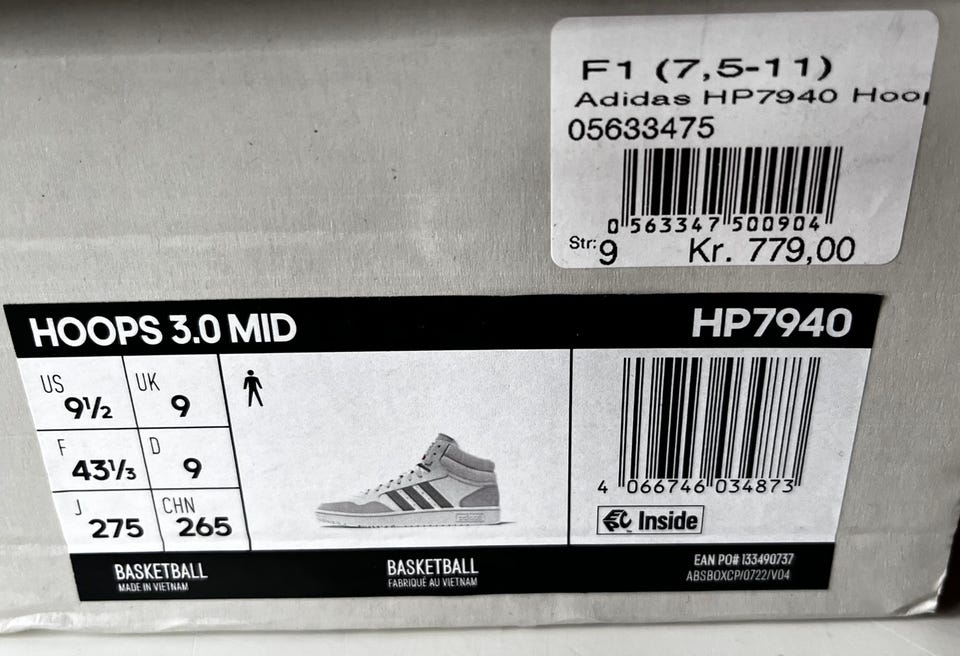 F1 (7,5-11)
Adidas HP7940 Hoop
05633475
0 563347 500904
Str: 9 Kr. 779,00
HOOPS 3.0 MID HP7940
US 9½ UK 9
F 43⅓ D 9
J 275 CHN 265
4 066746 034873
Inside
BASKETBALL
MADE IN VIETNAM
BASKETBALL
FABRIQUÉ AU VIETNAM
EAN PO# 133490737
ABSBOXCP/0722/V04